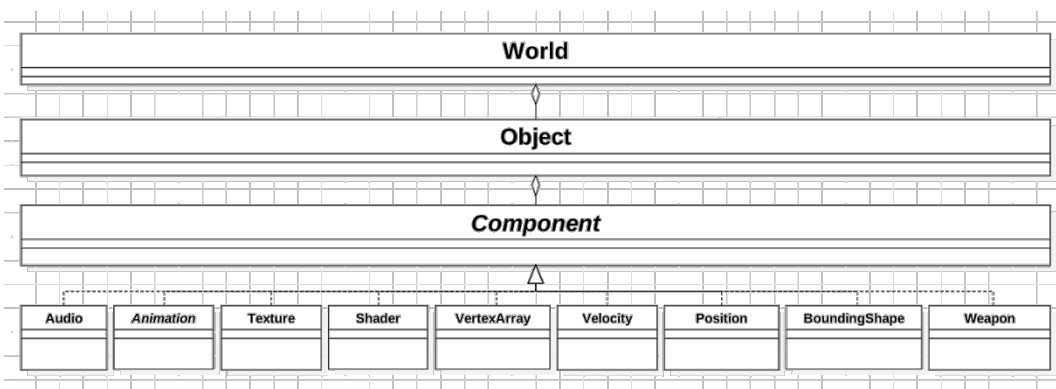 World
Object
Component
Audio
Animation
Texture
Shader
VertexArray
Velocity
Position
BoundingShape
Weapon